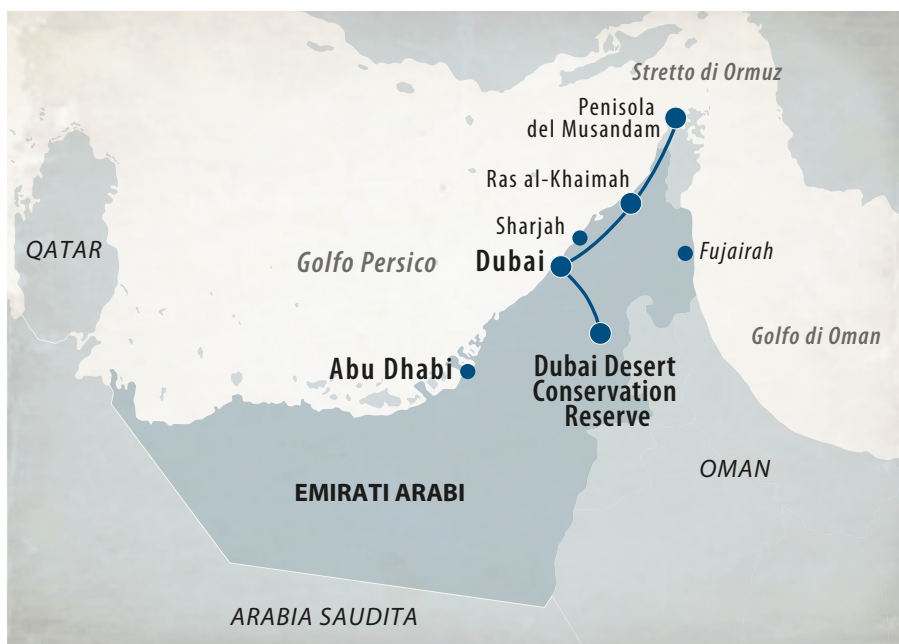 Stretto di Ormuz
Penisola
del Musandam
Ras al-Khaimah
Sharjah
QATAR
Golfo Persico
Dubai
Fujairah
Golfo di Oman
Abu Dhabi
Dubai Desert
Conservation
Reserve
OMAN
EMIRATI ARABI
ARABIA SAUDITA